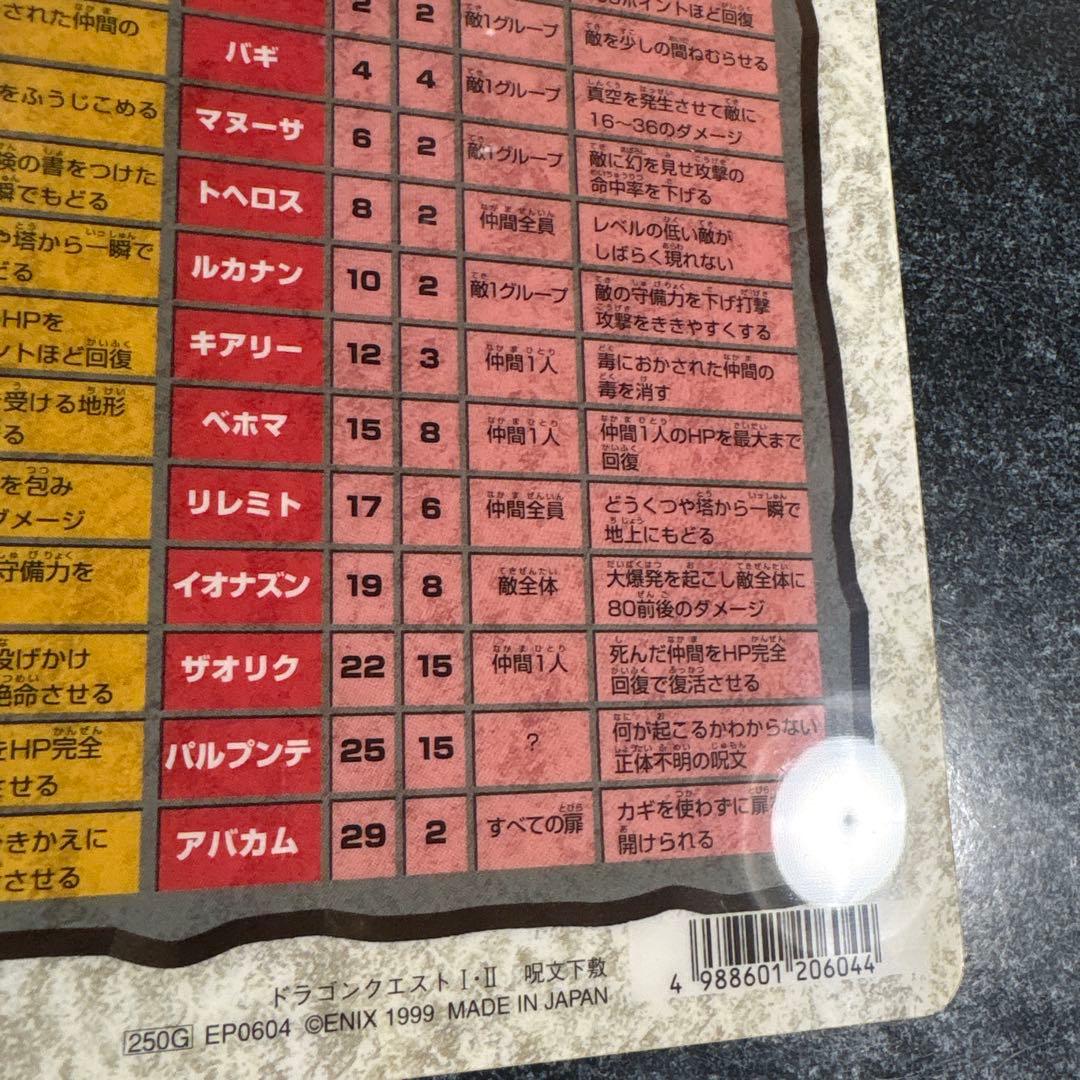 された仲間の
をふうじこめる
険の書をつけた
瞬でもどる
や塔から一瞬で
どる
HPを
ントほど回復
受ける地形
る
を包み
ダメージ
守備力を
投げかけ
絶命させる
をHP完全
させる
きかえに
させる
2 2 敵1グループ 敵を少しの間ねむらせる
ポイントほど回復
バギ 4 4 敵1グループ 真空を発生させて敵に
16〜36のダメージ
マヌーサ 6 2 敵1グループ 敵に幻を見せ攻撃の
命中率を下げる
トヘロス 8 2 仲間全員 レベルの低い敵が
しばらく現れない
ルカナン 10 2 敵1グループ 敵の守備力を下げ打撃
攻撃をききやすくする
キアリー 12 3 仲間1人 毒におかされた仲間の
毒を消す
ベホマ 15 8 仲間1人 仲間1人のHPを最大まで
回復
リレミト 17 6 仲間全員 どうくつや塔から一瞬で
地上にもどる
イオナズン 19 8 敵全体 大爆発を起こし敵全体に
80前後のダメージ
ザオリク 22 15 仲間1人 死んだ仲間をHP完全
回復で復活させる
パルプンテ 25 15 ? 何が起こるかわからない
正体不明の呪文
アバカム 29 2 すべての扉 カギを使わずに扉
開けられる
4 988601 206044
ドラゴンクエストI・II 呪文下敷
250G EP0604 ©ENIX 1999 MADE IN JAPAN